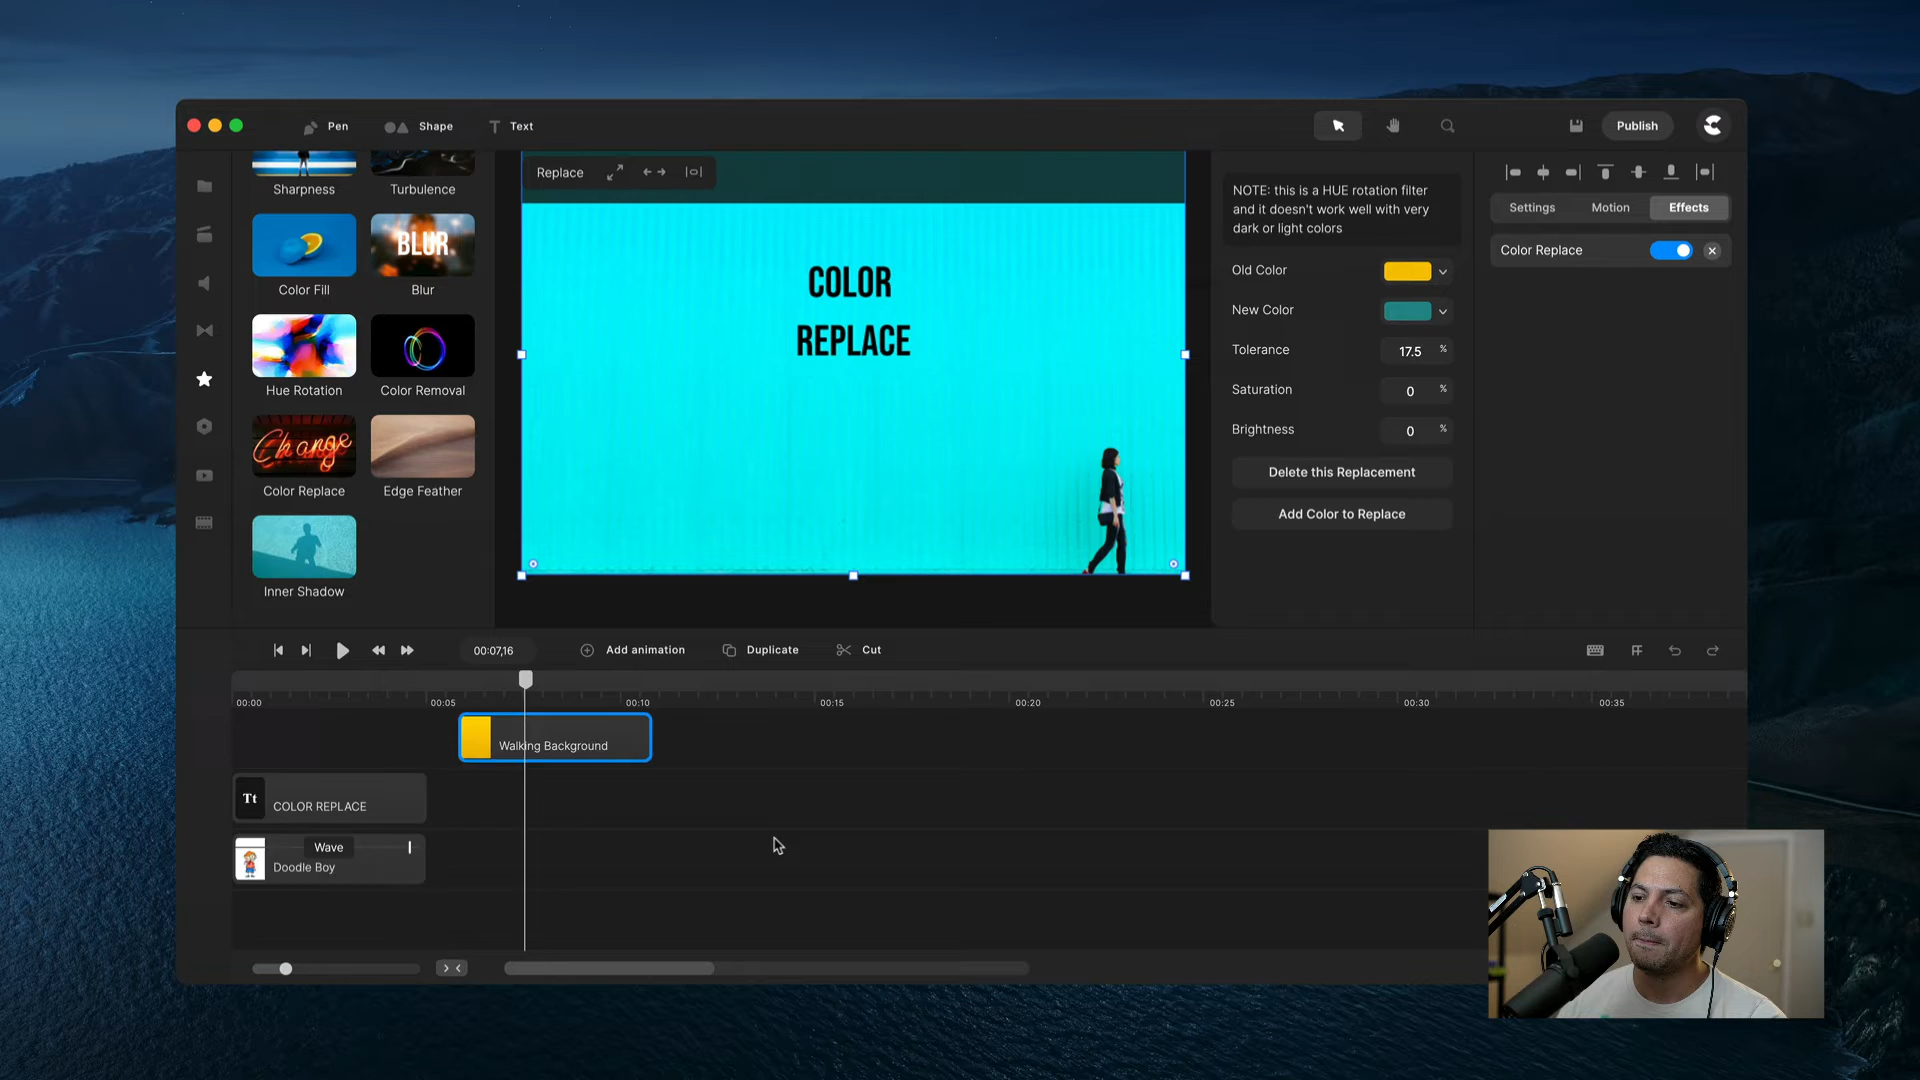 Pen
Shape
Text
Publish
Sharpness
Turbulence
Color Fill
BLUR
Blur
Hue Rotation
Color Removal
Change
Color Replace
Edge Feather
Inner Shadow
Replace
COLOR
REPLACE
NOTE: this is a HUE rotation filter
and it doesn't work well with very
dark or light colors
Old Color
New Color
Tolerance 17.5 %
Saturation 0 %
Brightness 0 %
Delete this Replacement
Add Color to Replace
Settings Motion Effects
Color Replace
00:07,16
Add animation
Duplicate
Cut
00:00 00:05 00:10 00:15 00:20 00:25 00:30 00:35
Walking Background
Tt COLOR REPLACE
Wave
Doodle Boy